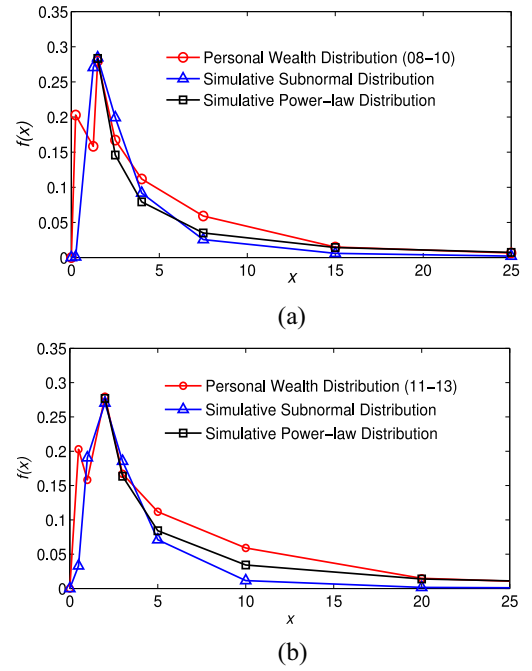 0.35
0.3
0.25
0.2
0.15
0.1
0.05
0
f(x)
Personal Wealth Distribution (08−10)
Simulative Subnormal Distribution
Simulative Power−law Distribution
0 5 10 15 20 25
x
(a)
0.35
0.3
0.25
0.2
0.15
0.1
0.05
0
f(x)
Personal Wealth Distribution (11−13)
Simulative Subnormal Distribution
Simulative Power−law Distribution
0 5 10 15 20 25
x
(b)